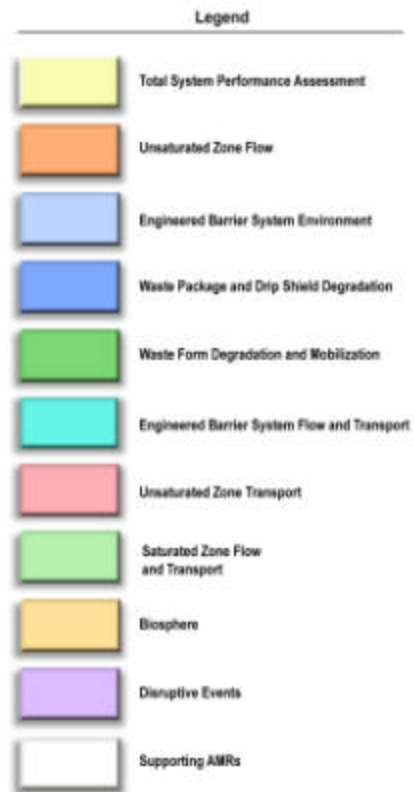 Legend
Total System Performance Assessment
Unsaturated Zone Flow
Engineered Barrier System Environment
Waste Package and Drip Shield Degradation
Waste Form Degradation and Mobilization
Engineered Barrier System Flow and Transport
Unsaturated Zone Transport
Saturated Zone Flow
and Transport
Biosphere
Disruptive Events
Supporting AMRs